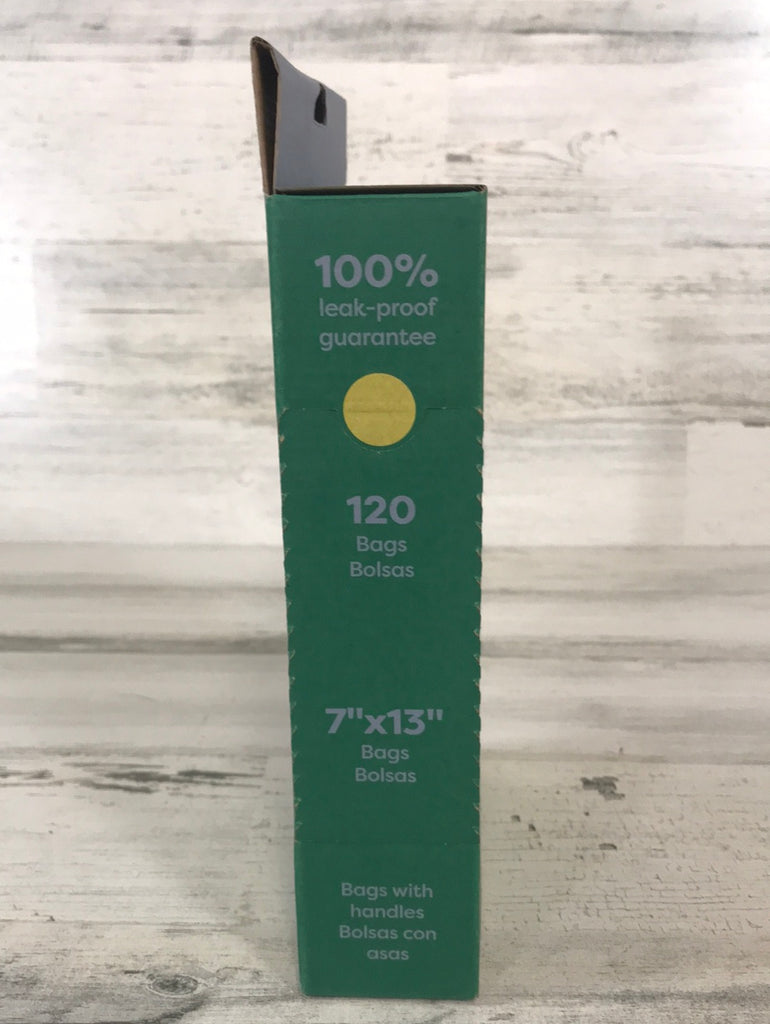 100%
leak-proof
guarantee
120
Bags
Bolsas
7"x13"
Bags
Bolsas
Bags with
handles
Bolsas con
asas